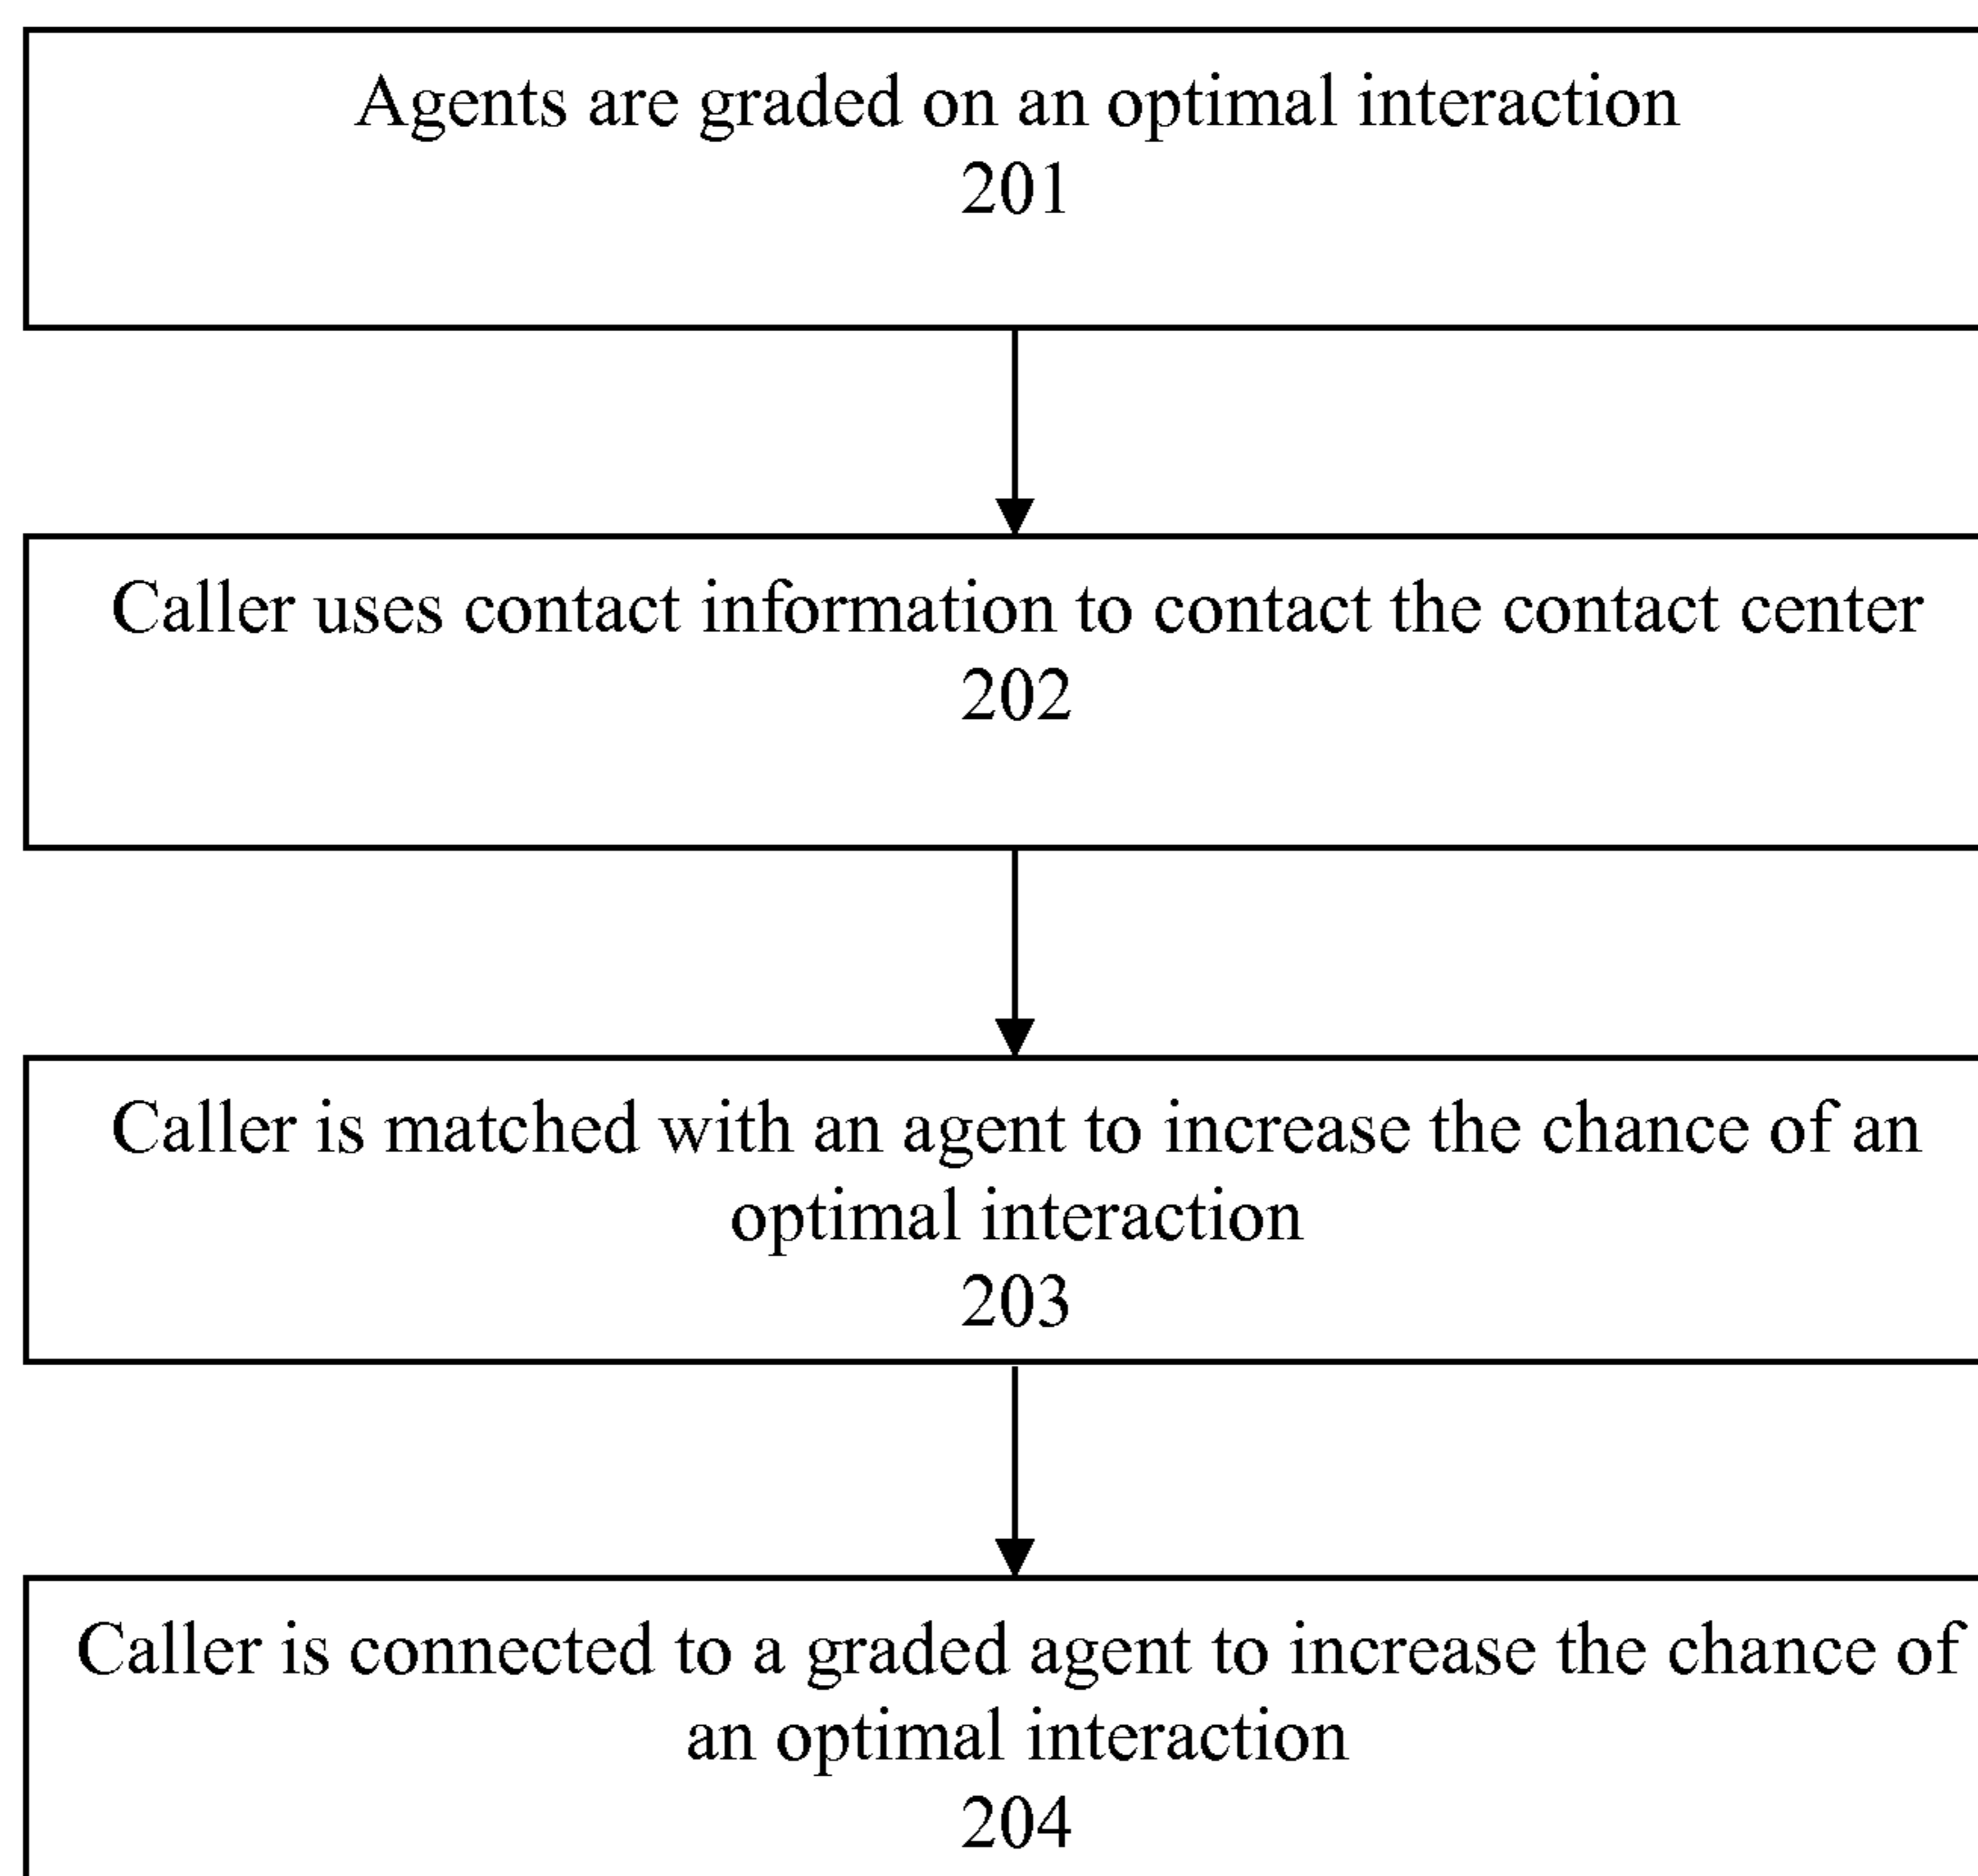 Agents are graded on an optimal interaction
201
Caller uses contact information to contact the contact center
202
Caller is matched with an agent to increase the chance of an
optimal interaction
203
Caller is connected to a graded agent to increase the chance of
an optimal interaction
204